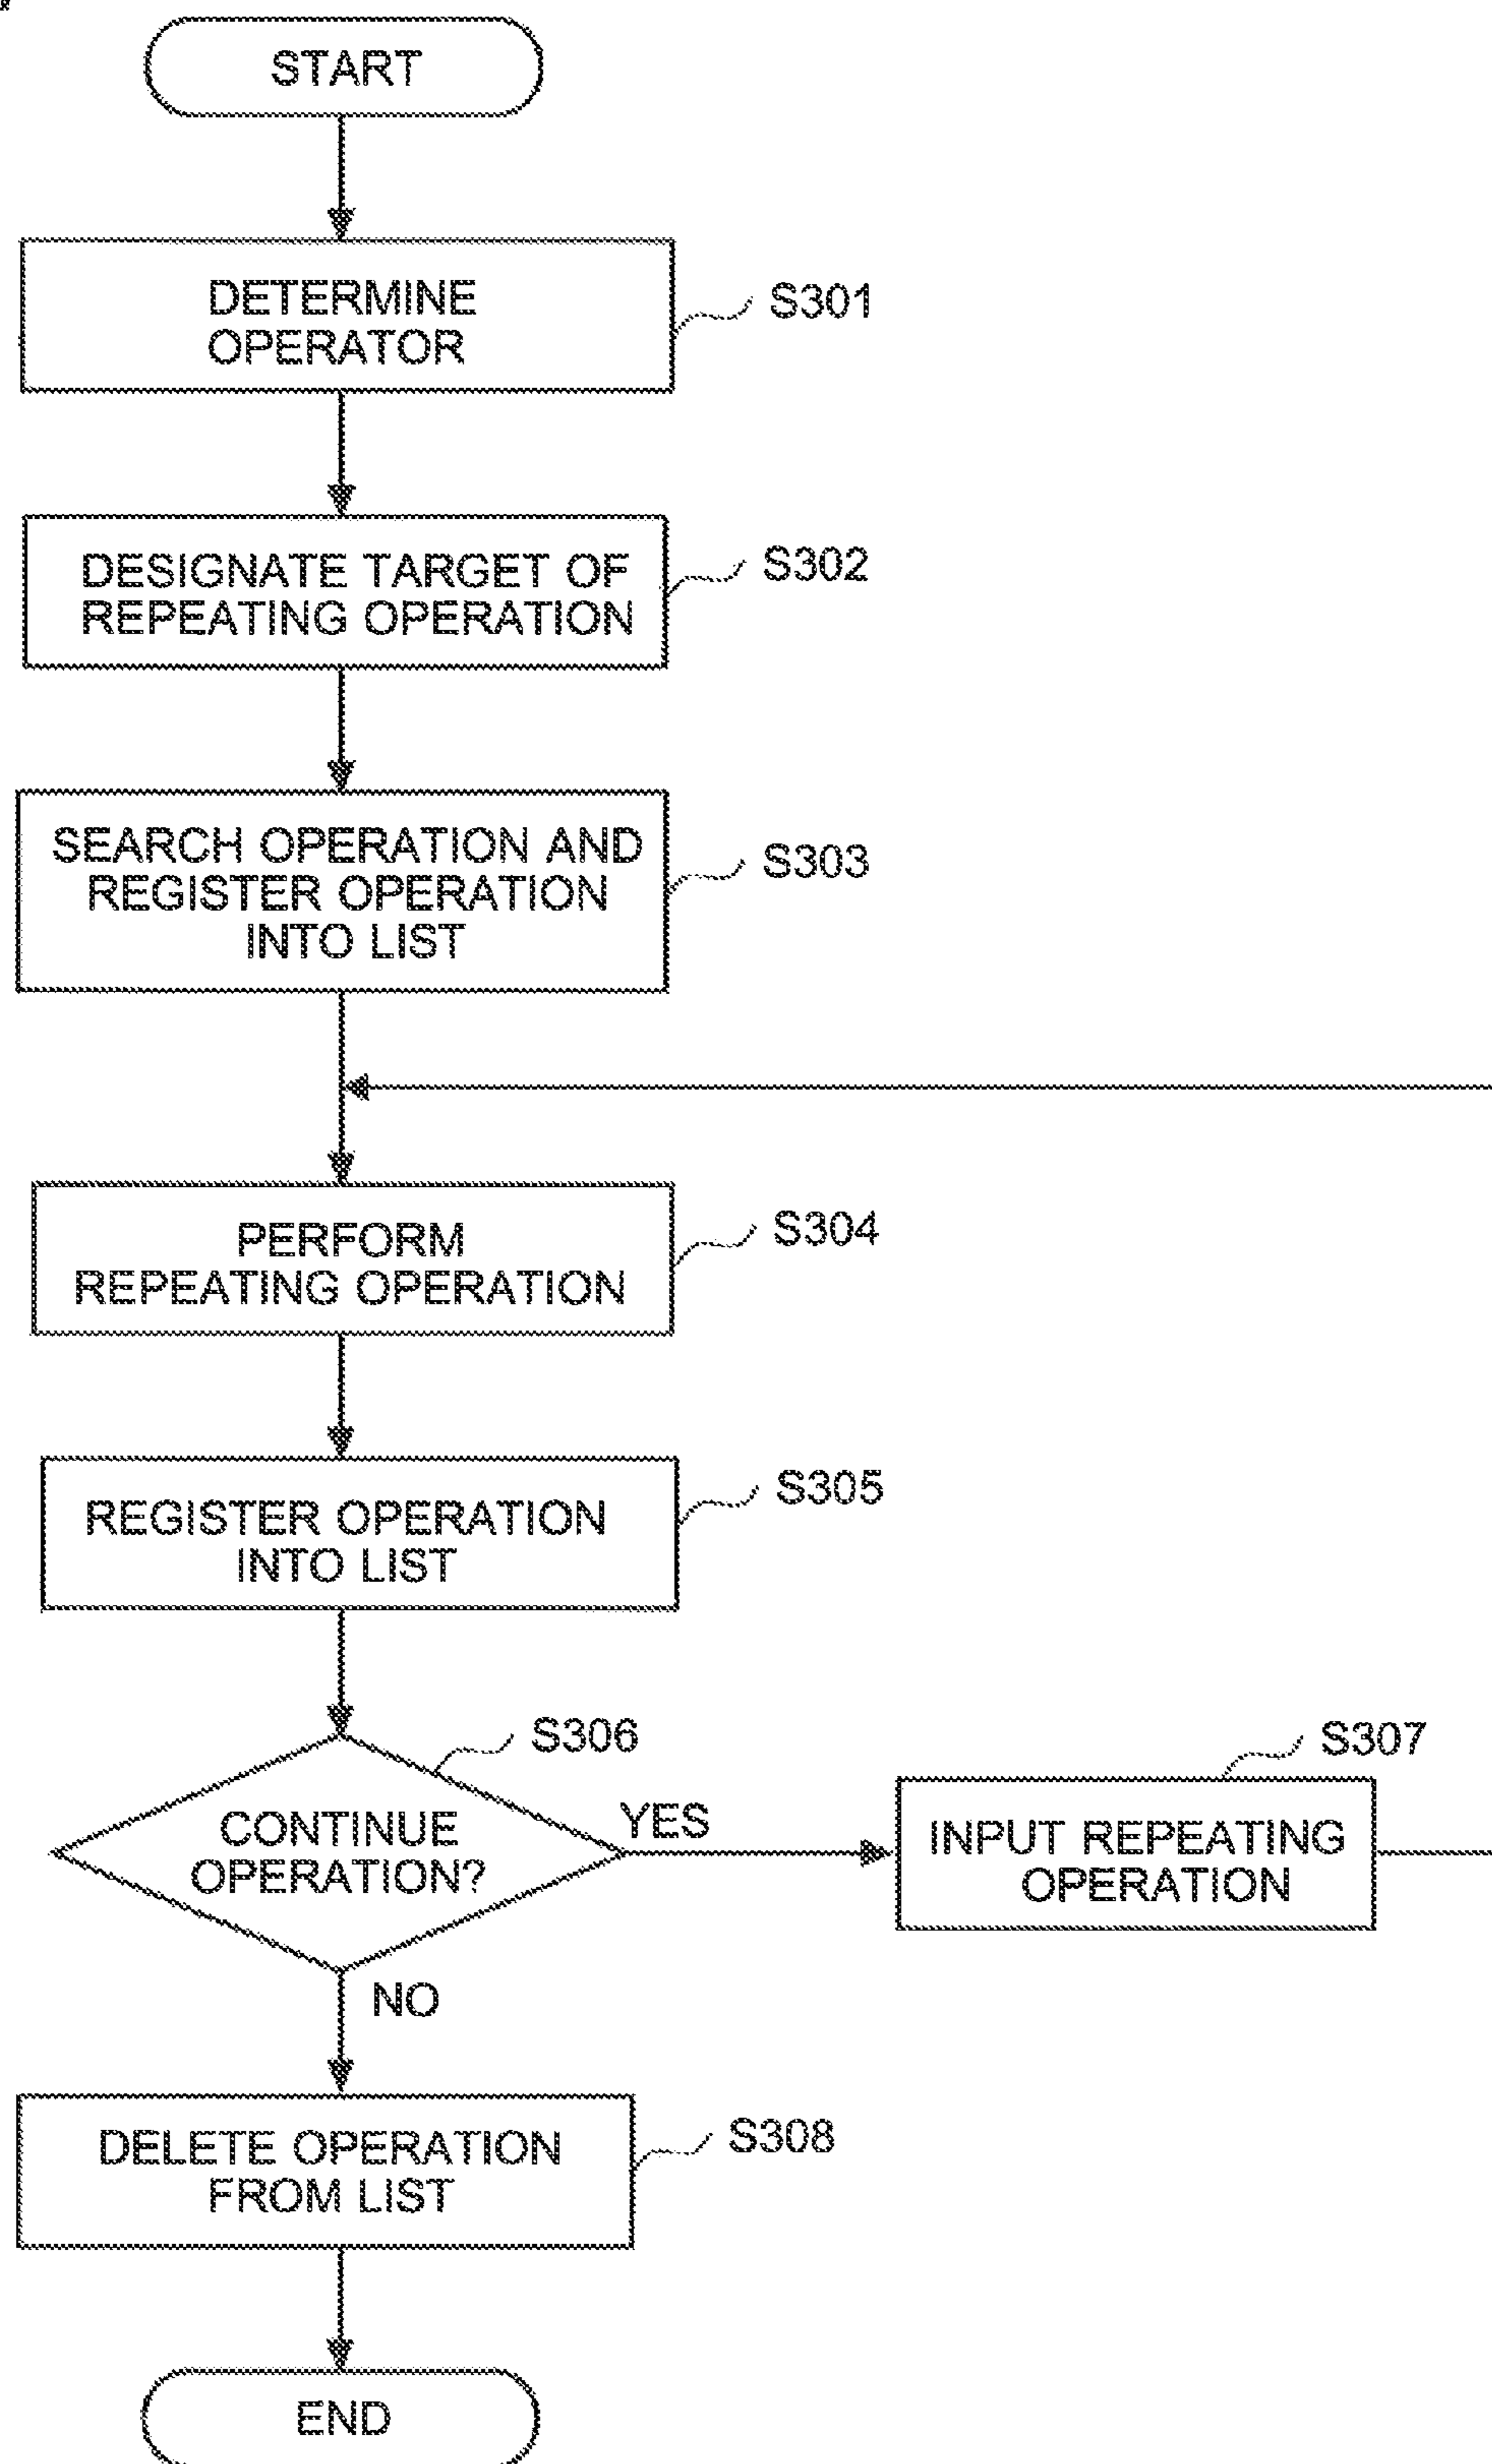 START
DETERMINE
OPERATOR
S301
DESIGNATE TARGET OF
REPEATING OPERATION
S302
SEARCH OPERATION AND
REGISTER OPERATION
INTO LIST
S303
PERFORM
REPEATING OPERATION
S304
REGISTER OPERATION
INTO LIST
S305
S306
CONTINUE
OPERATION?
YES
S307
INPUT REPEATING
OPERATION
NO
DELETE OPERATION
FROM LIST
S308
END